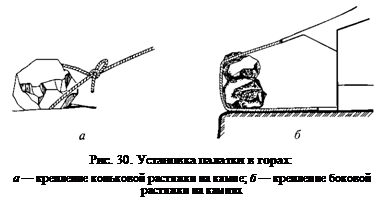 а
б
Рис. 30. Установка палатки в горах:
а — крепление коньковой растяжки на камне; б — крепление боковой
растяжки на камнях